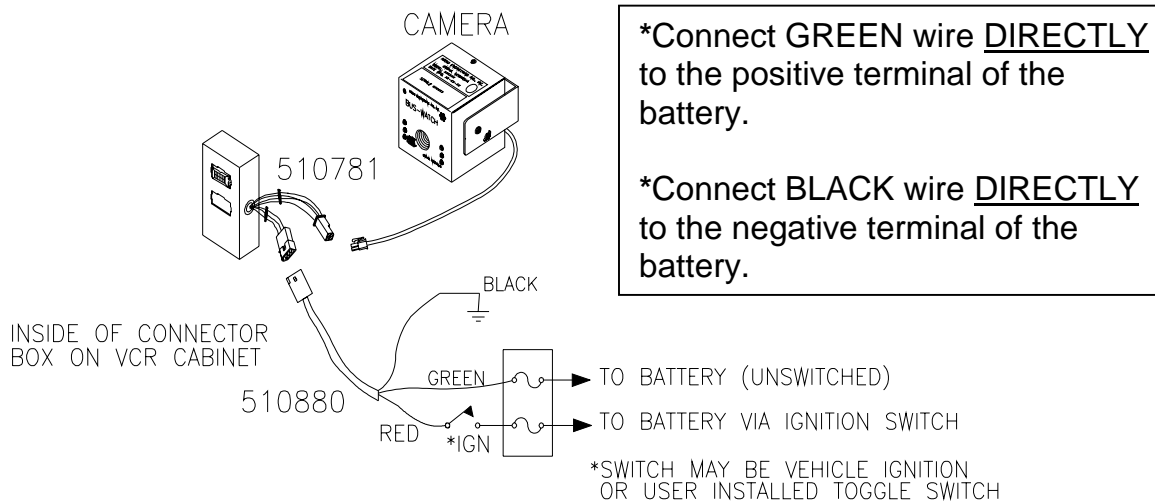 CAMERA
*Connect GREEN wire DIRECTLY
to the positive terminal of the
battery.
*Connect BLACK wire DIRECTLY
to the negative terminal of the
battery.
BUS-WATCH
510781
BLACK
INSIDE OF CONNECTOR
BOX ON VCR CABINET
GREEN
TO BATTERY (UNSWITCHED)
510880
RED
*IGN
TO BATTERY VIA IGNITION SWITCH
*SWITCH MAY BE VEHICLE IGNITION
OR USER INSTALLED TOGGLE SWITCH